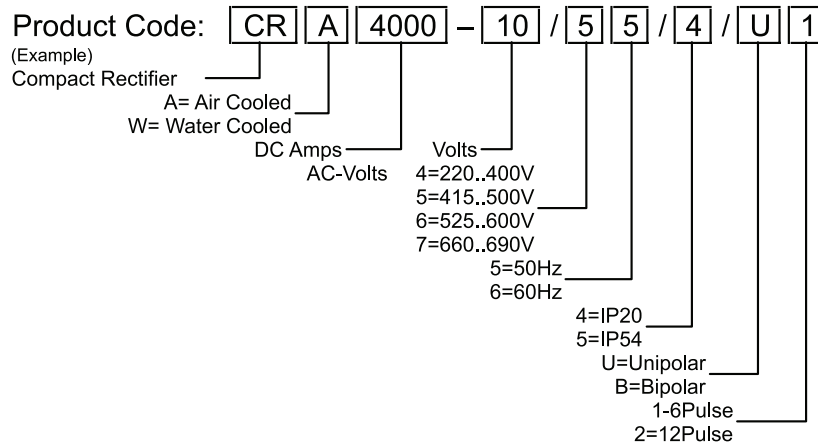 Product Code: CR A 4000 – 10 / 5 5 / 4 / U 1
(Example)
Compact Rectifier
A= Air Cooled
W= Water Cooled
DC Amps
Volts
AC-Volts
4=220..400V
5=415..500V
6=525..600V
7=660..690V
5=50Hz
6=60Hz
4=IP20
5=IP54
U=Unipolar
B=Bipolar
1-6Pulse
2=12Pulse